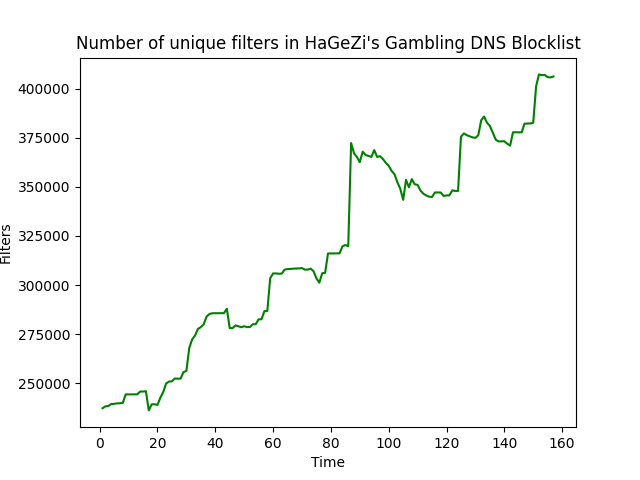 Number of unique filters in HaGeZi's Gambling DNS Blocklist
400000
375000
350000
325000
300000
275000
250000
Filters
0 20 40 60 80 100 120 140 160
Time